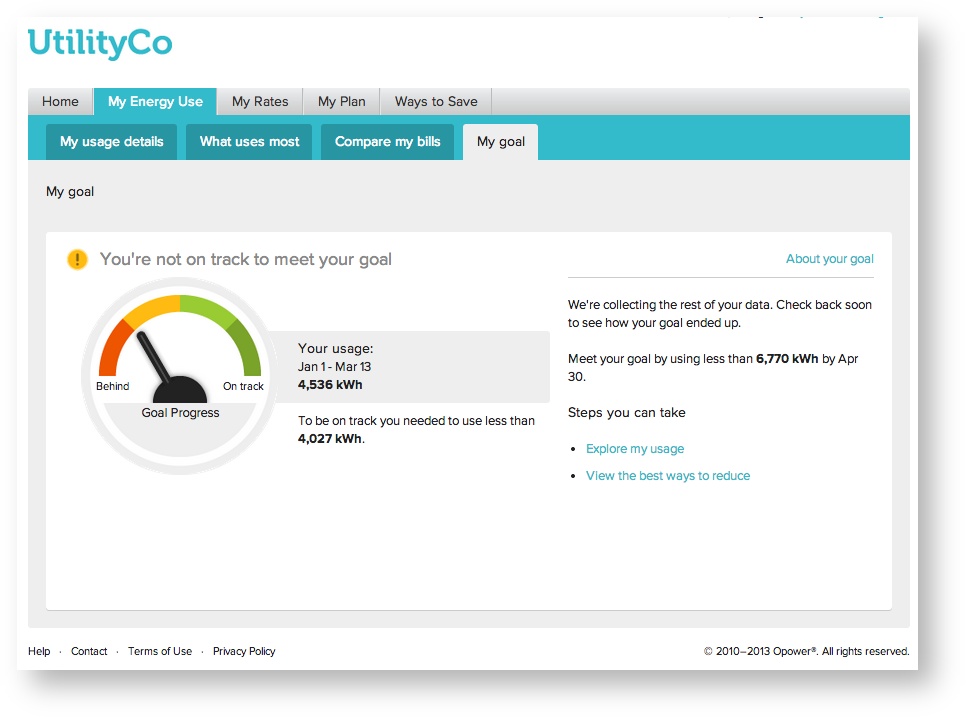 UtilityCo
Home My Energy Use My Rates My Plan Ways to Save
My usage details What uses most Compare my bills My goal
My goal
! You're not on track to meet your goal
Behind On track
Goal Progress
Your usage:
Jan 1 - Mar 13
4,536 kWh
To be on track you needed to use less than
4,027 kWh.
About your goal
We're collecting the rest of your data. Check back soon
to see how your goal ended up.
Meet your goal by using less than 6,770 kWh by Apr
30.
Steps you can take
• Explore my usage
• View the best ways to reduce
Help · Contact · Terms of Use · Privacy Policy
© 2010–2013 Opower®. All rights reserved.